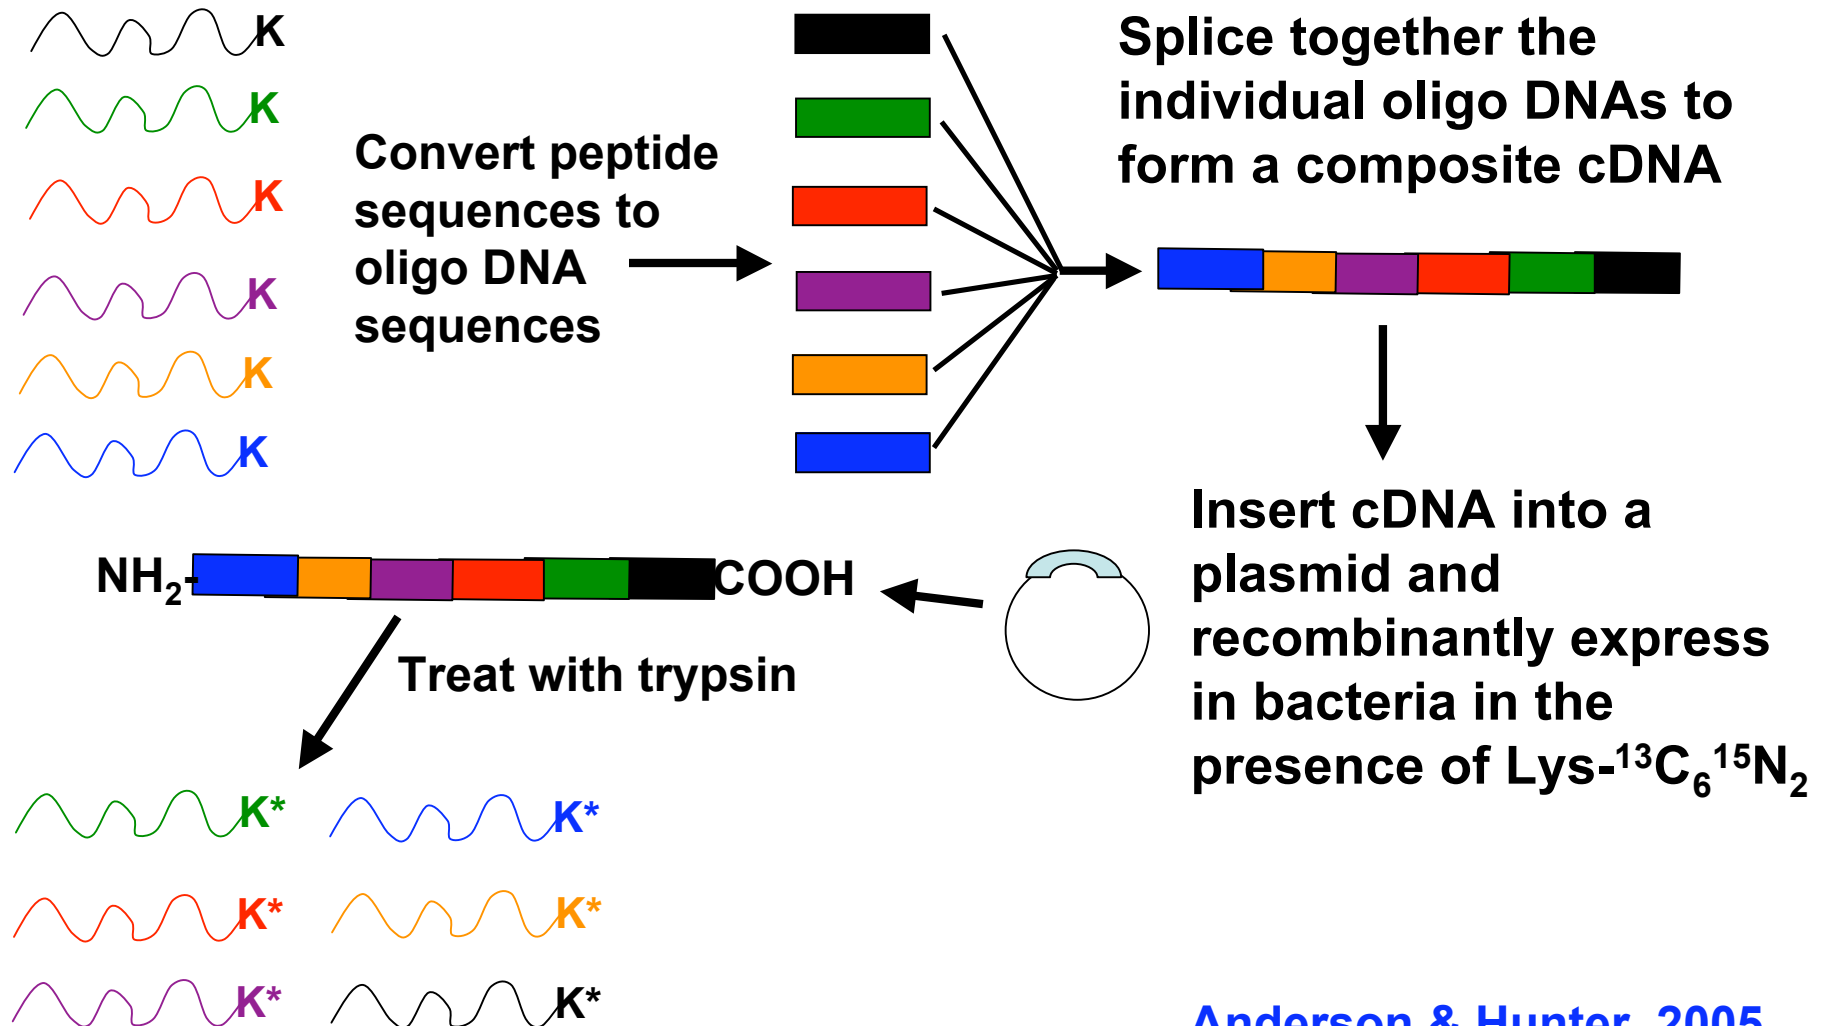 K
K
K
K
K
K
Convert peptide
sequences to
oligo DNA
sequences
Splice together the
individual oligo DNAs to
form a composite cDNA
Insert cDNA into a
plasmid and
recombinantly express
in bacteria in the
presence of Lys-¹³C₆¹⁵N₂
NH₂-
COOH
Treat with trypsin
K*
K*
K*
K*
K*
K*
Anderson & Hunter, 2005